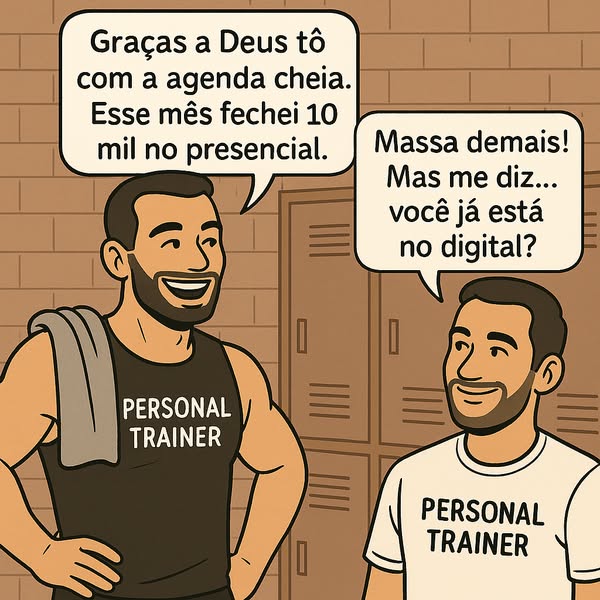 Graças a Deus tô
com a agenda cheia.
Esse mês fechei 10
mil no presencial.
Massa demais!
Mas me diz...
você já está
no digital?
PERSONAL
TRAINER
PERSONAL
TRAINER